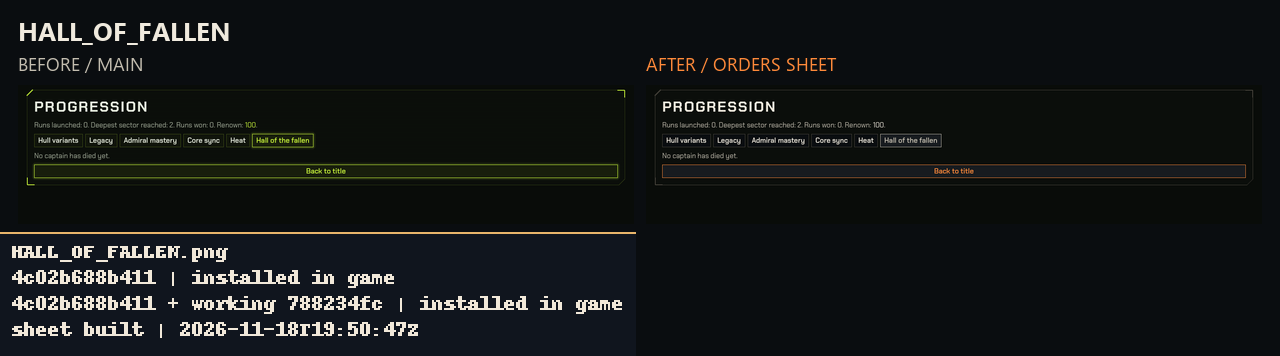 HALL_OF_FALLEN
BEFORE / MAIN
AFTER / ORDERS SHEET
PROGRESSION
Runs launched: 0. Deepest sector reached: 2. Runs won: 0. Renown: 100.
Hull variants Legacy Admiral mastery Core sync Heat Hall of the fallen
No captain has died yet.
Back to title
PROGRESSION
Runs launched: 0. Deepest sector reached: 2. Runs won: 0. Renown: 100.
Hull variants Legacy Admiral mastery Core sync Heat Hall of the fallen
No captain has died yet.
Back to title
HALL_OF_FALLEN.png
4c02b688b411 | installed in game
4c02b688b411 + working 788234fc | installed in game
sheet built | 2026-11-18T19:50:47Z